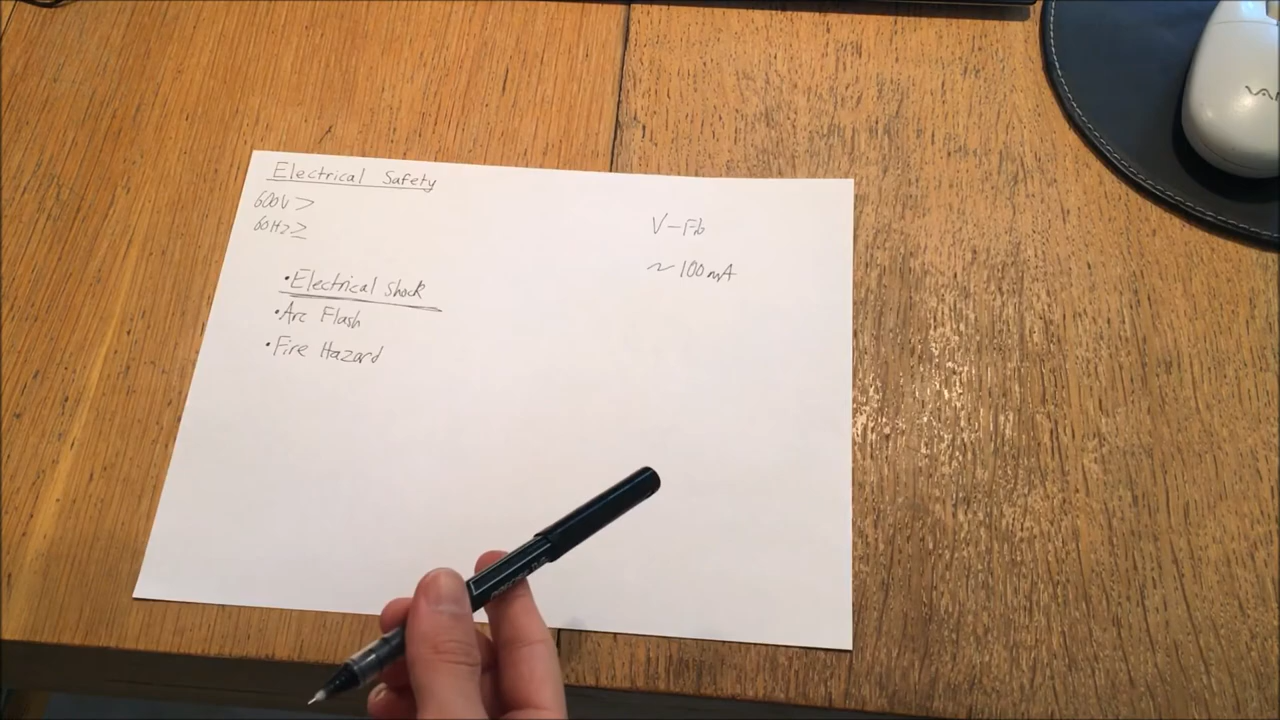 Electrical Safety
600V >
60Hz ≥
• Electrical Shock
• Arc Flash
• Fire Hazard
V-Fib
~ 100mA